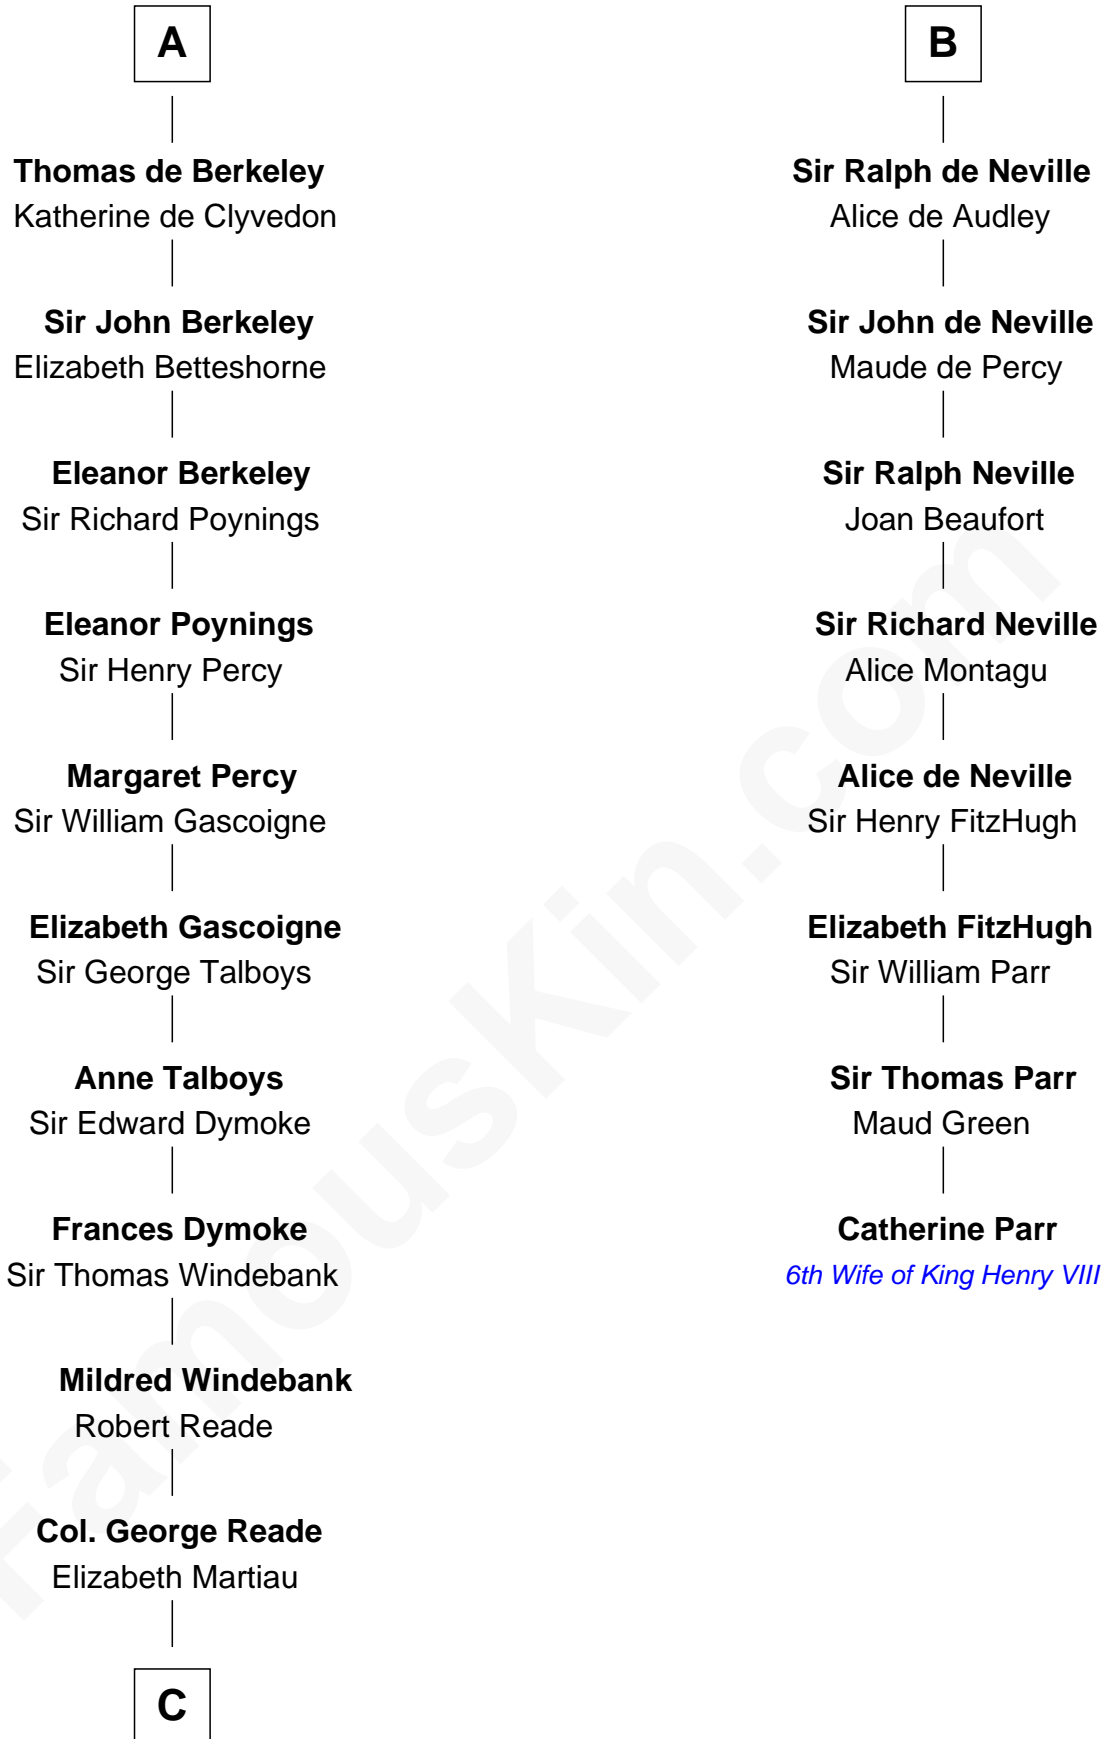 A
Thomas de Berkeley
Katherine de Clyvedon
Sir John Berkeley
Elizabeth Betteshorne
Eleanor Berkeley
Sir Richard Poynings
Eleanor Poynings
Sir Henry Percy
Margaret Percy
Sir William Gascoigne
Elizabeth Gascoigne
Sir George Talboys
Anne Talboys
Sir Edward Dymoke
Frances Dymoke
Sir Thomas Windebank
Mildred Windebank
Robert Reade
Col. George Reade
Elizabeth Martiau
C
B
Sir Ralph de Neville
Alice de Audley
Sir John de Neville
Maude de Percy
Sir Ralph Neville
Joan Beaufort
Sir Richard Neville
Alice Montagu
Alice de Neville
Sir Henry FitzHugh
Elizabeth FitzHugh
Sir William Parr
Sir Thomas Parr
Maud Green
Catherine Parr
6th Wife of King Henry VIII
FamousKin.com